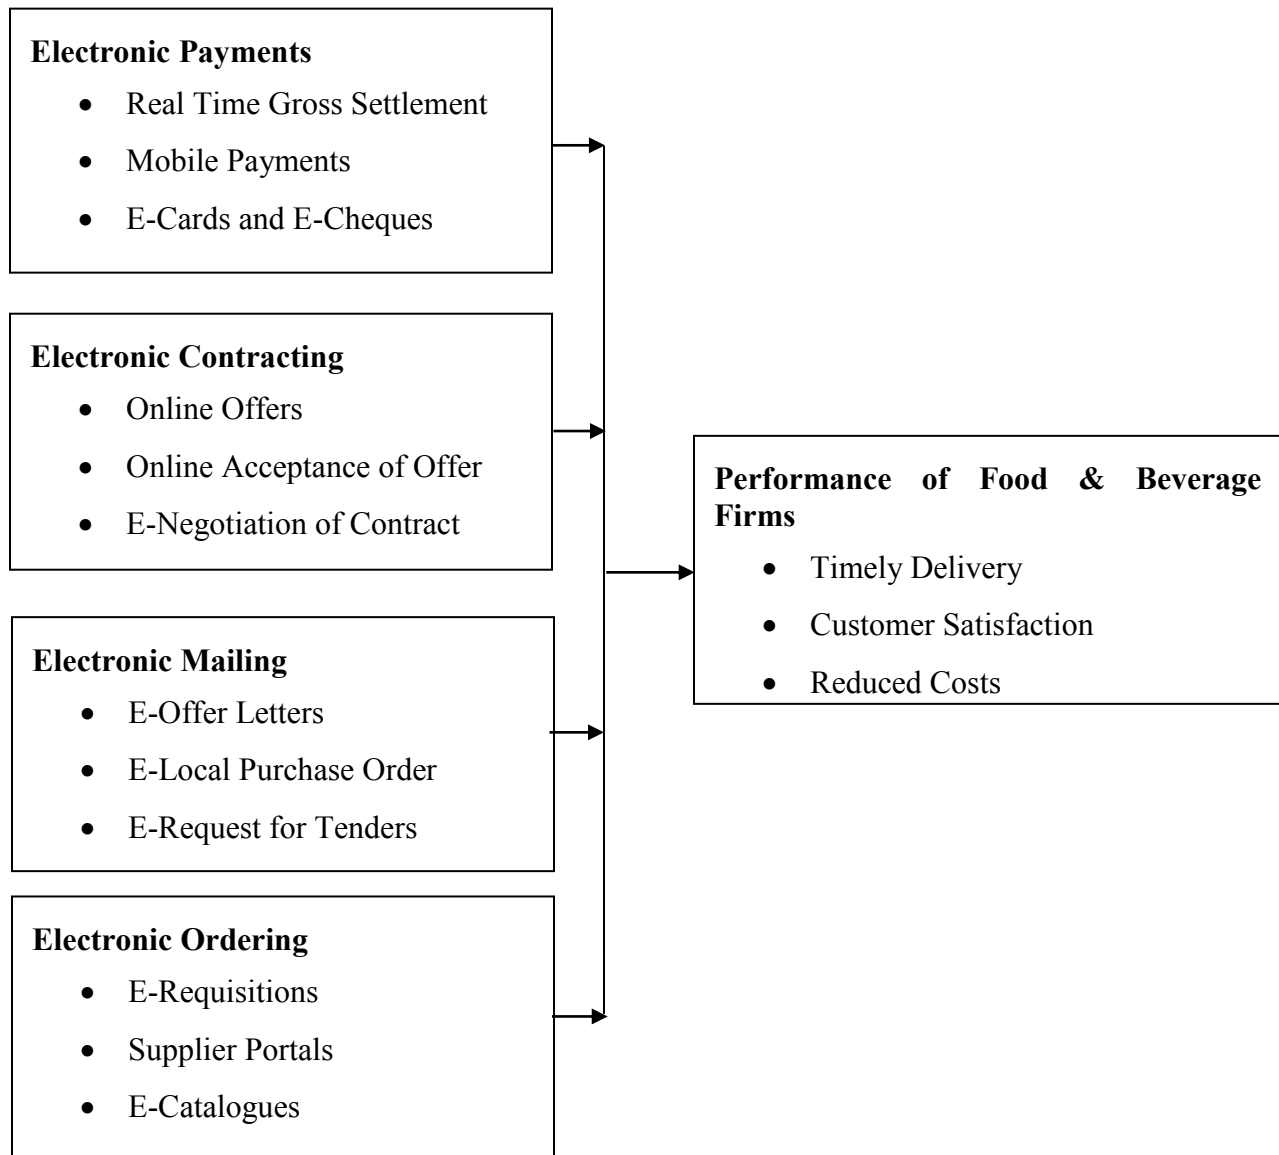 Electronic Payments
• Real Time Gross Settlement
• Mobile Payments
• E-Cards and E-Cheques
Electronic Contracting
• Online Offers
• Online Acceptance of Offer
• E-Negotiation of Contract
Electronic Mailing
• E-Offer Letters
• E-Local Purchase Order
• E-Request for Tenders
Electronic Ordering
• E-Requisitions
• Supplier Portals
• E-Catalogues
Performance of Food & Beverage
Firms
• Timely Delivery
• Customer Satisfaction
• Reduced Costs